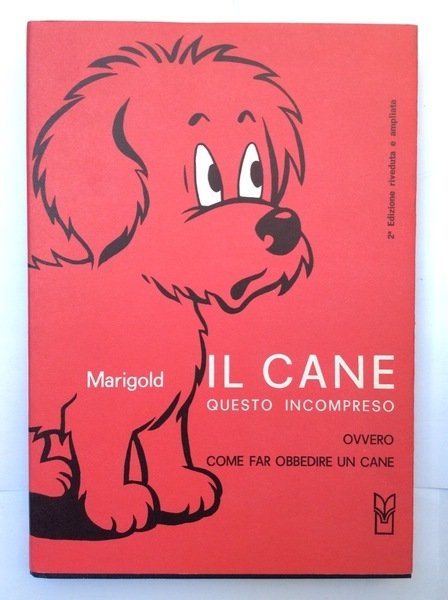 2ª Edizione riveduta e ampliata
Marigold
IL CANE
QUESTO INCOMPRESO
OVVERO
COME FAR OBBEDIRE UN CANE